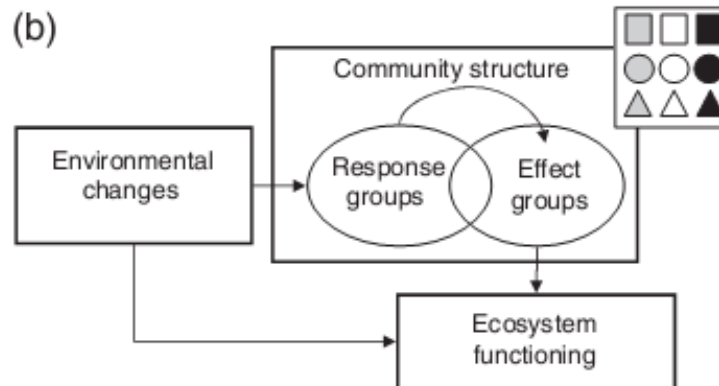 (b)
Community structure
Environmental
changes
Response
groups
Effect
groups
Ecosystem
functioning